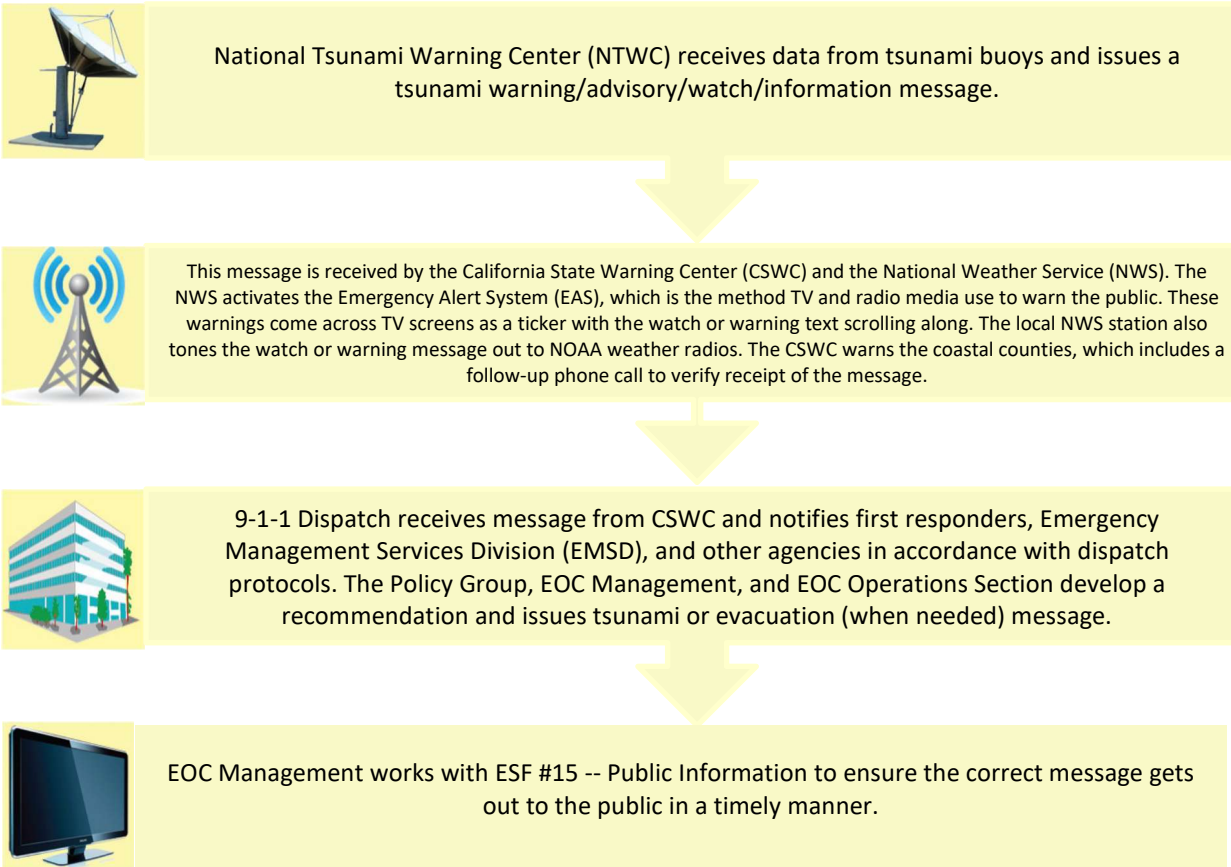 National Tsunami Warning Center (NTWC) receives data from tsunami buoys and issues a
tsunami warning/advisory/watch/information message.
This message is received by the California State Warning Center (CSWC) and the National Weather Service (NWS). The
NWS activates the Emergency Alert System (EAS), which is the method TV and radio media use to warn the public. These
warnings come across TV screens as a ticker with the watch or warning text scrolling along. The local NWS station also
tones the watch or warning message out to NOAA weather radios. The CSWC warns the coastal counties, which includes a
follow-up phone call to verify receipt of the message.
9-1-1 Dispatch receives message from CSWC and notifies first responders, Emergency
Management Services Division (EMSD), and other agencies in accordance with dispatch
protocols. The Policy Group, EOC Management, and EOC Operations Section develop a
recommendation and issues tsunami or evacuation (when needed) message.
EOC Management works with ESF #15 -- Public Information to ensure the correct message gets
out to the public in a timely manner.